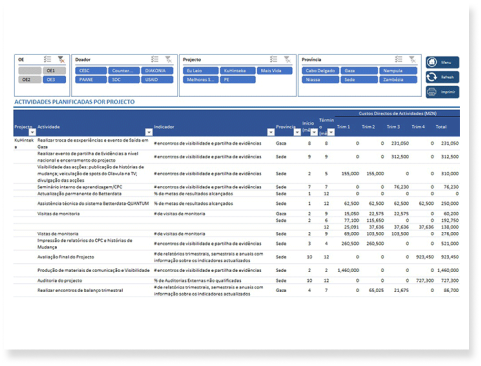 OE
OE1
OE2 OE3
Doador
CESC Counter... DIAKONIA
PAANE SDC USAID
Projecto
Eu Leio KuHlinteka Mais Vida
Melhores S... PE
Província
Cabo Delgado Gaza Nampula
Niassa Sede Zambézia
Menu
Refresh
Imprimir
ACTIVIDADES PLANIFICADAS POR PROJECTO
Custos Directos de Actividades (MZN)
Projecto Actividade Indicador Província Início Trim 1 Trim 2 Trim 3 Trim 4 Total
Realizar troca de exsperiências e evento de Saúde em Gaza # encontros de visibilidade e partilha de evidências Gaza 8 8 0 0 231,050 0 231,050
Realizar evento de partilha de Evidências a nivel nacional e encerramento do projecto # encontros de visibilidade e partilha de evidências Sede 9 9 0 0 312,500 0 312,500
Visibilidade das acções: publicação de histórias de mudança; veiculação de spots do Cláusula na TV; divulgação das acções # encontros de visibilidade e partilha de evidências Sede 2 5 155,000 155,000 0 0 310,000
Seminário Interno de aprendizagem/CPC # encontros de visibilidade e partilha de evidências Sede 7 7 0 0 76,230 0 76,230
Actualização permanente do Betterdata % de metas de resultados alcançados Sede 1 12 0 0 0 0 0
Assistência técnica do sistema Betterdata-QUANTUM % de metas de resultados alcançados Sede 1 12 62,500 62,500 62,500 62,500 250,000
Visitas de monitoria # de visitas de monitoria Gaza 2 9 15,050 22,575 22,575 0 60,200
Sede 2 6 77,100 115,650 0 0 192,750
12 25,091 37,636 37,636 37,636 138,000
Vistas de monitoria # de visitas de monitoria Sede 2 9 69,000 103,500 103,500 0 276,000
Impressão de relatórios do CPC e histórias de Mudança # encontros de visibilidade e partilha de evidências Sede 3 4 260,500 260,500 0 0 521,000
Avaliação Final do Projecto # de relatórios trimestrais, semestrais e anuais com informação sobre os indicadores actualizados Sede 10 12 0 0 0 923,450 923,450
Produção de materiais de comunicação e Visibilidade # encontros de visibilidade e partilha de evidências Sede 2 2 1,460,000 0 0 0 1,460,000
Auditoria do projecto % de Auditorias Externas não qualificadas Sede 10 12 0 0 0 727,300 727,300
Realizar encontros de balanço trimestral # de relatórios trimestrais, semestrais e anuais com informação sobre os indicadores actualizados Gaza 4 7 0 65,025 21,675 0 86,700